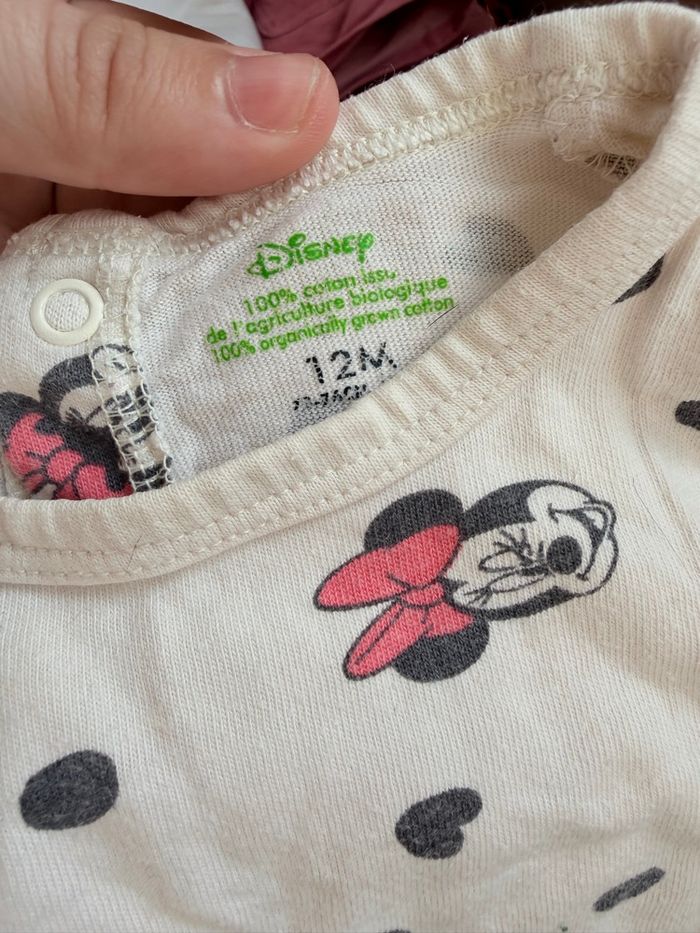 Disney
100% coton issu
de l'agriculture biologique
100% organically grown cotton
12M